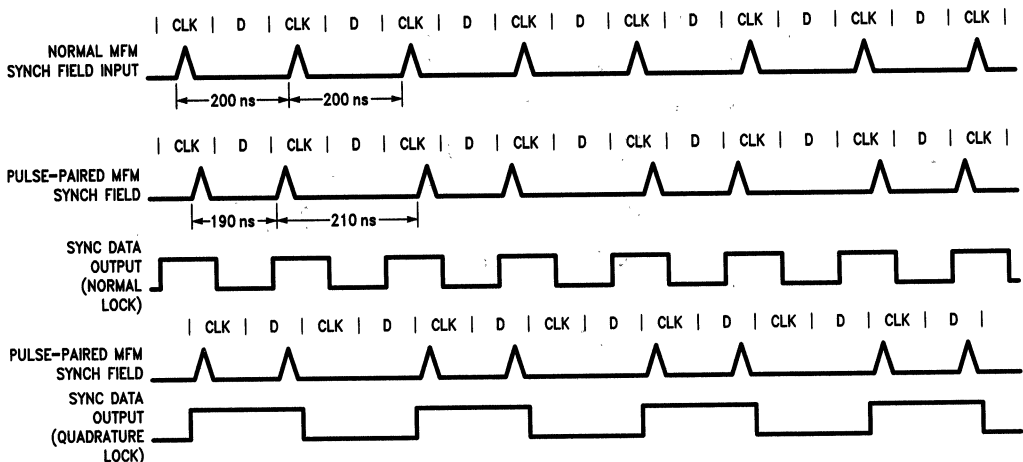 | CLK | D | CLK | D | CLK | D | CLK | D | CLK | D | CLK | D | CLK | D | CLK |
NORMAL MFM
SYNCH FIELD INPUT
200 ns 200 ns
| CLK | D | CLK | D | CLK | D | CLK | D | CLK | D | CLK | D | CLK | D | CLK |
PULSE-PAIRED MFM
SYNCH FIELD
190 ns 210 ns
SYNC DATA
OUTPUT
(NORMAL
LOCK)
| CLK | D | CLK | D | CLK | D | CLK | D | CLK | D | CLK | D | CLK | D |
PULSE-PAIRED MFM
SYNCH FIELD
SYNC DATA
OUTPUT
(QUADRATURE
LOCK)